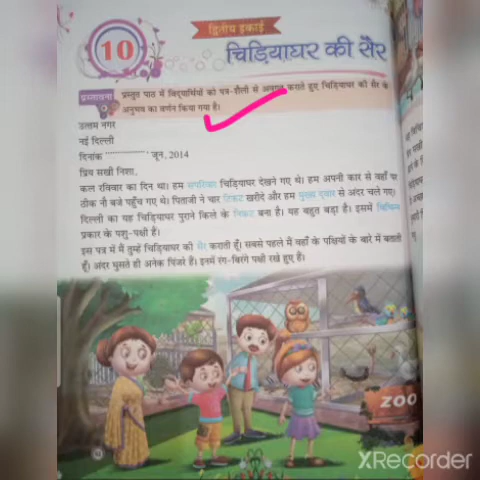 द्वितीय इकाई
10
चिड़ियाघर की सैर
प्रस्तावना प्रस्तुत पाठ में विद्यार्थियों को पत्र-शैली से अवगत कराते हुए चिड़ियाघर की सैर के
अनुभव का वर्णन किया गया है।
उत्तम नगर
नई दिल्ली
दिनांक ............... जून, 2014
प्रिय सखी निशा,
कल रविवार का दिन था। हम सपरिवार चिड़ियाघर देखने गए थे। हम अपनी कार से वहाँ पर
ठीक नौ बजे पहुँच गए थे। पिताजी ने चार टिकट खरीदे और हम मुख्य द्वार से अंदर चले गए।
दिल्ली का यह चिड़ियाघर पुराने किले के निकट बना है। यह बहुत बड़ा है। इसमें विभिन्न
प्रकार के पशु-पक्षी हैं।
इस पत्र में मैं तुम्हें चिड़ियाघर की सैर कराती हूँ। सबसे पहले मैं वहाँ के पक्षियों के बारे में बताती
हूँ। अंदर घुसते ही अनेक पिंजरे हैं। इनमें रंग-बिरंगे पक्षी रखे हुए हैं।
ZOO
XRecorder